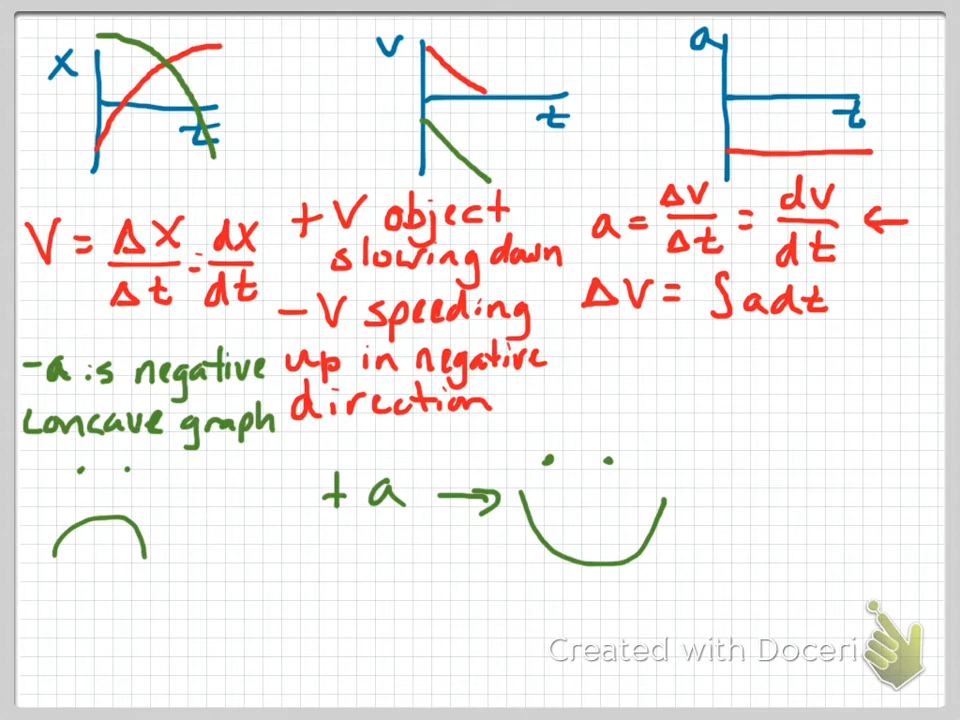 X
t
V
t
a
t
V = ΔX/Δt = dX/dt
+V object
slowing down
-V speeding
up in negative
direction
a = ΔV/Δt = dV/dt ←
ΔV = ∫adt
-a is negative
concave graph
+a →
Created with Doceri